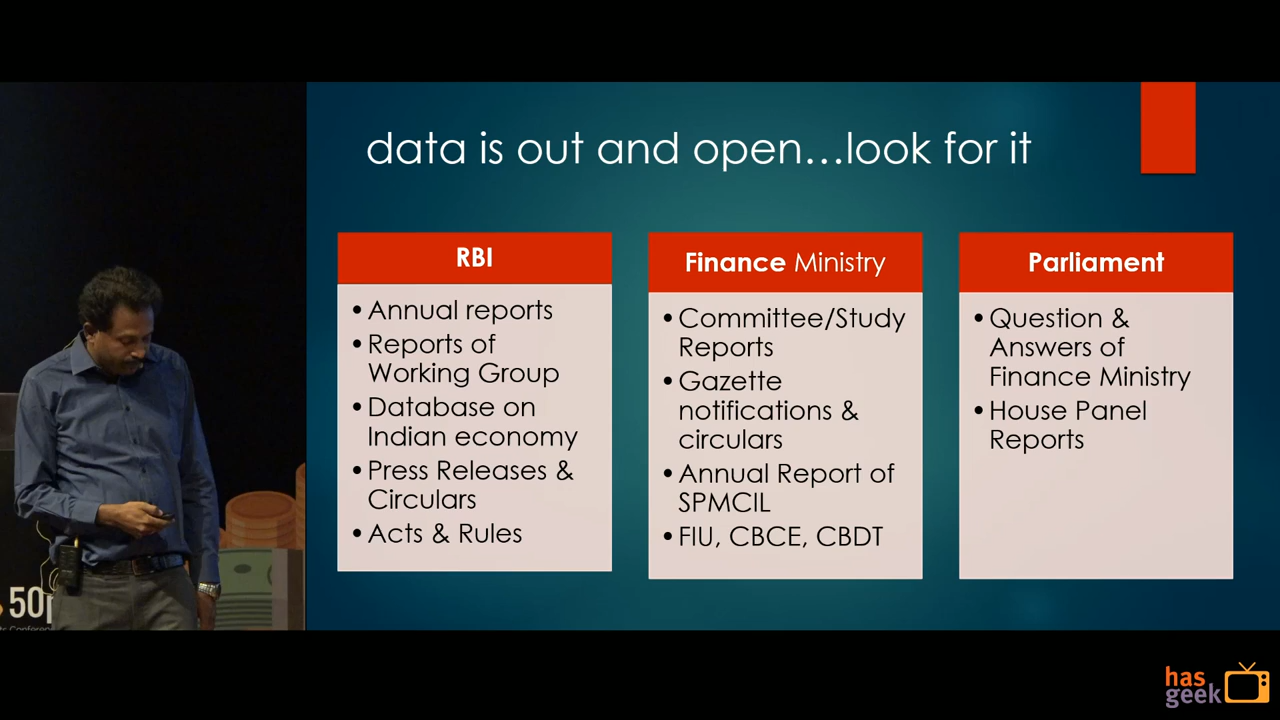 data is out and open...look for it
RBI
• Annual reports
• Reports of
Working Group
• Database on
Indian economy
• Press Releases &
Circulars
• Acts & Rules
Finance Ministry
• Committee/Study
Reports
• Gazette
notifications &
circulars
• Annual Report of
SPMCIL
• FIU, CBCE, CBDT
Parliament
• Question &
Answers of
Finance Ministry
• House Panel
Reports
50p
has
geek